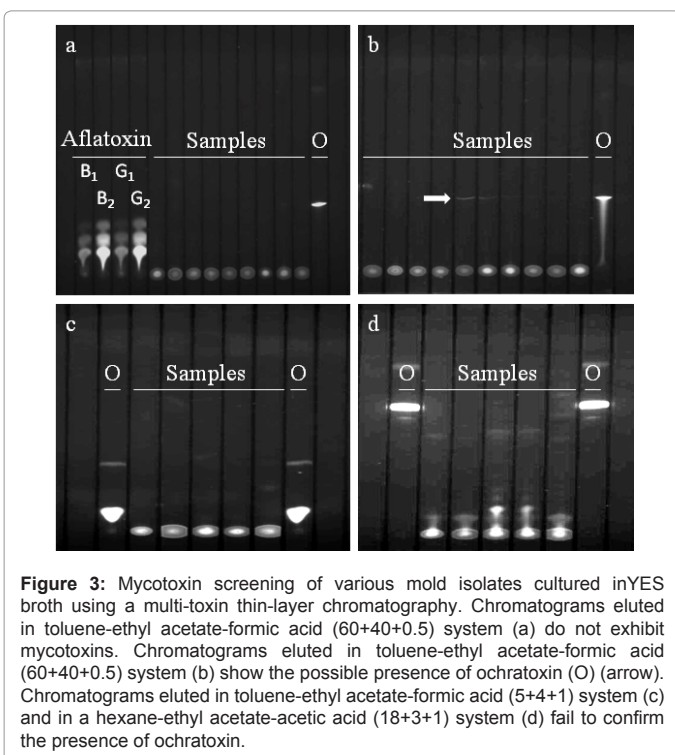 a
Aflatoxin Samples O
B1 G1
B2 G2
b
Samples O
c
O Samples O
d
O Samples O
Figure 3: Mycotoxin screening of various mold isolates cultured inYES
broth using a multi-toxin thin-layer chromatography. Chromatograms eluted
in toluene-ethyl acetate-formic acid (60+40+0.5) system (a) do not exhibit
mycotoxins. Chromatograms eluted in toluene-ethyl acetate-formic acid
(60+40+0.5) system (b) show the possible presence of ochratoxin (O) (arrow).
Chromatograms eluted in toluene-ethyl acetate-formic acid (5+4+1) system (c)
and in a hexane-ethyl acetate-acetic acid (18+3+1) system (d) fail to confirm
the presence of ochratoxin.